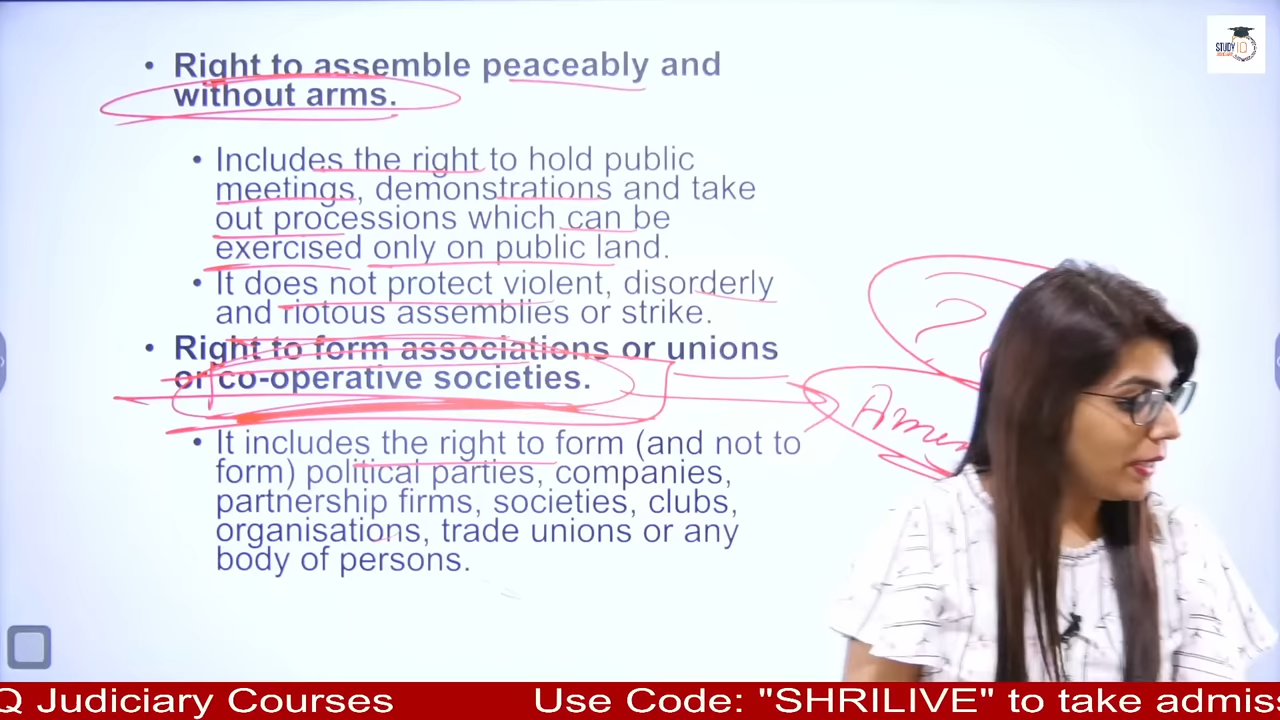 • Right to assemble peaceably and
without arms.
• Includes the right to hold public
meetings, demonstrations and take
out processions which can be
exercised only on public land.
• It does not protect violent, disorderly
and riotous assemblies or strike.
• Right to form associations or unions
or co-operative societies.
• It includes the right to form (and not to
form) political parties, companies,
partnership firms, societies, clubs,
organisations, trade unions or any
body of persons.
?
STUDY IQ
Q Judiciary Courses Use Code: "SHRILIVE" to take admiss